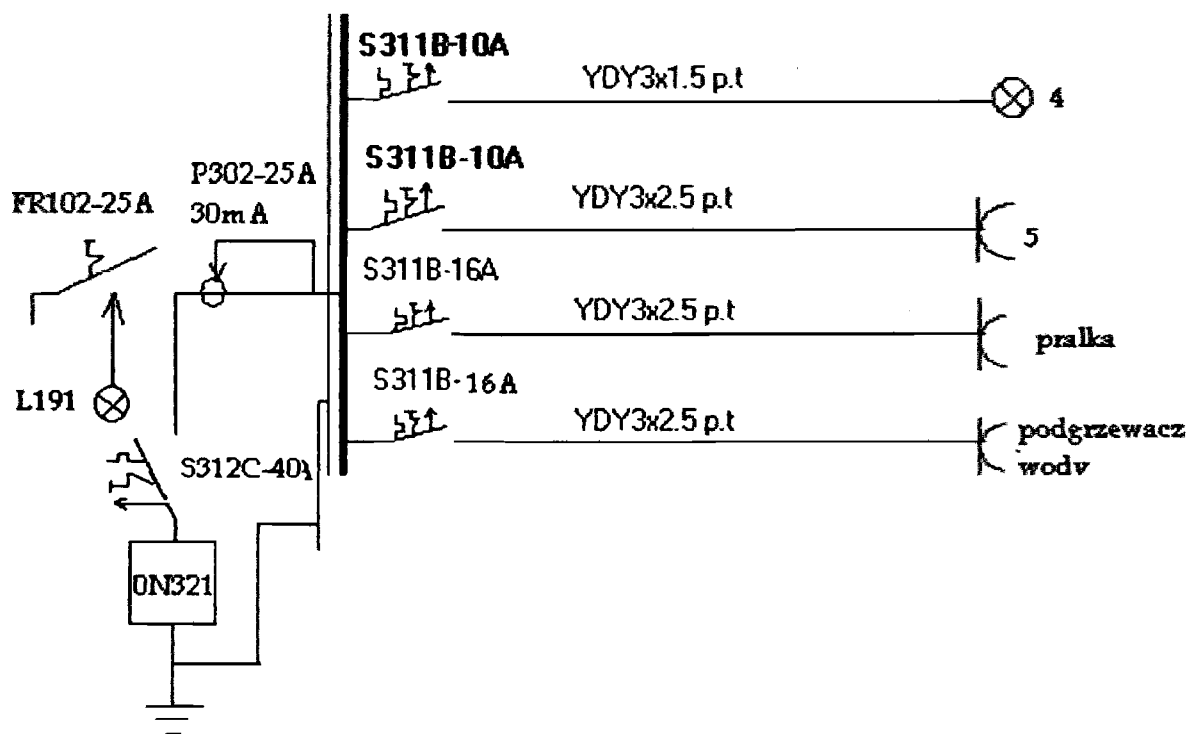 S311B-10A
YDY3x1.5 p.t
4
S311B-10A
P302-25A
30mA
YDY3x2.5 p.t
FR102-25A
5
S311B-16A
YDY3x2.5 p.t
pralka
S311B-16A
L191
YDY3x2.5 p.t
podgrzewacz
wody
S312C-40A
ON321